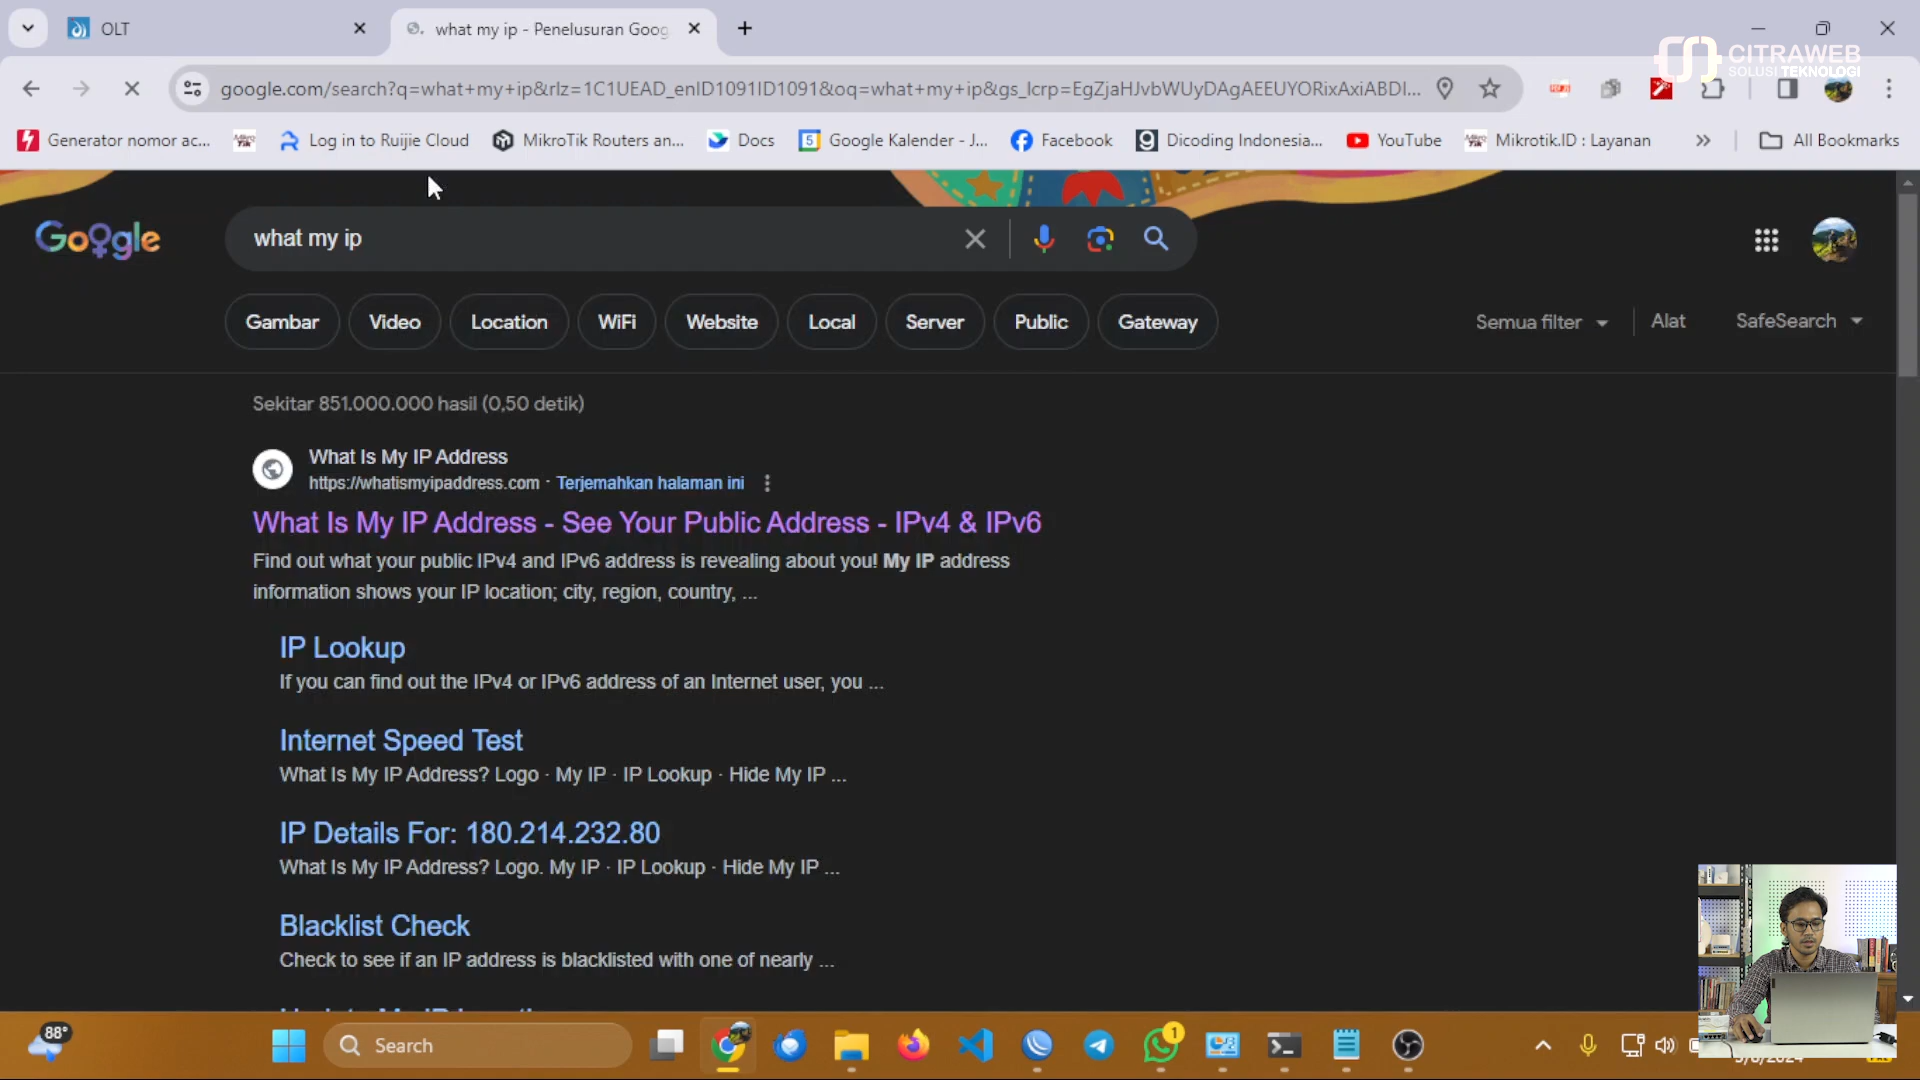 OLT
what my ip - Penelusuran Goog
CITRAWEB
SOLUSI TEKNOLOGI
google.com/search?q=what+my+ip&rlz=1C1UEAD_enID1091ID1091&oq=what+my+ip&gs_lcrp=EgZjaHJvbWUyDAgAEEUYORixAxiABDI...
Generator nomor ac...
Log in to Ruijie Cloud
MikroTik Routers an...
Docs
Google Kalender - J...
Facebook
Dicoding Indonesia...
YouTube
Mikrotik.ID : Layanan
All Bookmarks
Google
what my ip
Gambar
Video
Location
WiFi
Website
Local
Server
Public
Gateway
Semua filter
Alat
SafeSearch
Sekitar 851.000.000 hasil (0,50 detik)
What Is My IP Address
https://whatismyipaddress.com · Terjemahkan halaman ini
What Is My IP Address - See Your Public Address - IPv4 & IPv6
Find out what your public IPv4 and IPv6 address is revealing about you! My IP address
information shows your IP location; city, region, country, ...
IP Lookup
If you can find out the IPv4 or IPv6 address of an Internet user, you ...
Internet Speed Test
What Is My IP Address? Logo · My IP · IP Lookup · Hide My IP ...
IP Details For: 180.214.232.80
What Is My IP Address? Logo. My IP · IP Lookup · Hide My IP ...
Blacklist Check
Check to see if an IP address is blacklisted with one of nearly ...
88°
Search
1